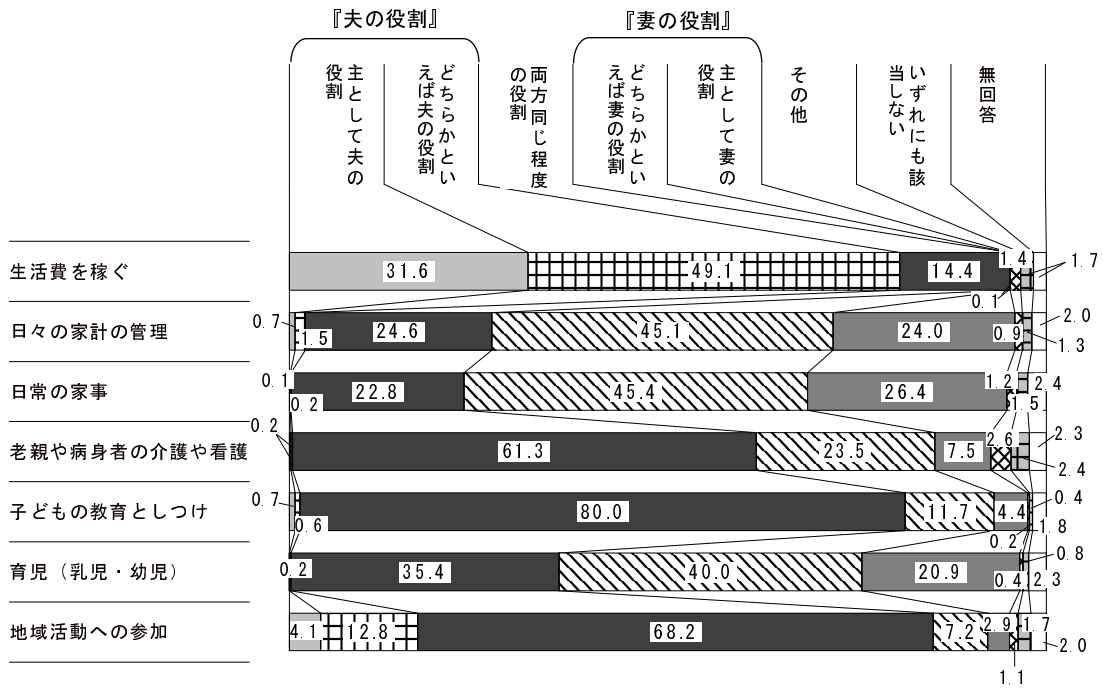 『夫の役割』
『妻の役割』
主として夫の
役割
どちらかとい
えば夫の役割
両方同じ程度
の役割
どちらかとい
えば妻の役割
主として妻の
役割
その他
いずれにも該
当しない
無回答
生活費を稼ぐ
31.6
49.1
14.4
0.1
1.4
1.7
日々の家計の管理
0.7
1.5
24.6
45.1
24.0
0.9
1.3
2.0
日常の家事
0.1
0.2
22.8
45.4
26.4
1.2
1.5
2.4
老親や病身者の介護や看護
0.2
61.3
23.5
7.5
2.6
2.4
2.3
子どもの教育としつけ
0.7
0.6
80.0
11.7
4.4
0.2
0.4
1.8
育児（乳児・幼児）
0.2
35.4
40.0
20.9
0.4
0.8
2.3
地域活動への参加
4.1
12.8
68.2
7.2
2.9
1.1
1.7
2.0